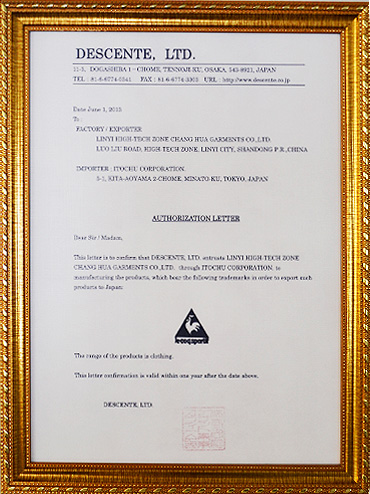 DESCENTE, LTD.
11-3, DOGASHIBA 1-CHOME, TENNOJI-KU, OSAKA, 543-8921, JAPAN
TEL : 81-6-6774-0341 FAX : 81-6-6774-3303 URL : http://www.descente.co.jp
Date June 1, 2015
To
FACTORY / EXPORTER
LINYI HIGH-TECH ZONE CHANG HUA GARMENTS CO.,LTD.
LUO LIU ROAD, HIGH TECH ZONE, LINYI CITY, SHANDONG P.R.,CHINA
IMPORTER : ITOCHU CORPORATION
5-1, KITA-AOYAMA 2-CHOME, MINATO-KU, TOKYO, JAPAN
AUTHORIZATION LETTER
Dear Sir / Madam,
This letter is to confirm that DESCENTE, LTD. entrusts LINYI HIGH-TECH ZONE
CHANG HUA GARMENTS CO.,LTD. through ITOCHU CORPORATION, to
manufacturing the products, which bear the following trademarks in order to export such
products to Japan:
le coq sportif
The range of the products is clothing.
This letter confirmation is valid within one year after the date above.
DESCENTE, LTD.